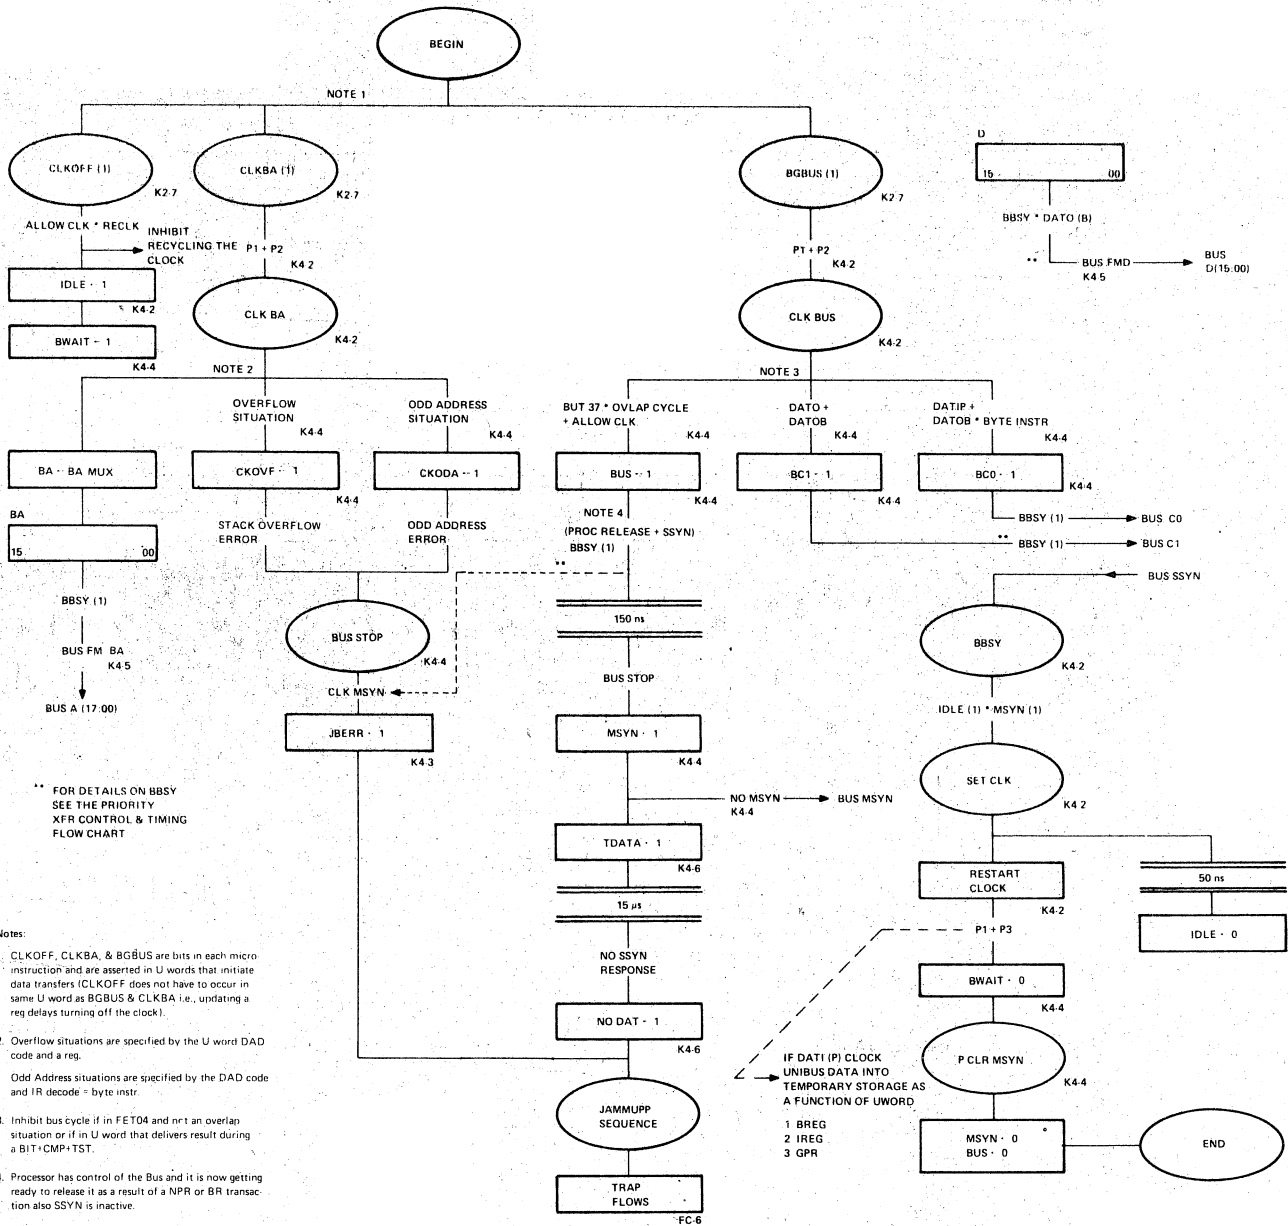 BEGIN
NOTE 1
CLKOFF (1)
K2-7
CLKBA (1)
K2-7
BGBUS (1)
K2-7
D
15 00
ALLOW CLK * RECLK
INHIBIT
RECYCLING THE
CLOCK
P1 + P2
K4-2
P1 + P2
K4-2
BBSY * DATO (B)
**
BUS FMD
K4-5
BUS
D(15:00)
IDLE - 1
K4-2
CLK BA
K4-2
CLK BUS
K4-2
BWAIT - 1
K4-4
NOTE 2
NOTE 3
OVERFLOW
SITUATION
K4-4
ODD ADDRESS
SITUATION
K4-4
BUT 37 * OVLAP CYCLE
+ ALLOW CLK
K4-4
DATO +
DATOB
K4-4
DATIP +
DATOB * BYTE INSTR
K4-4
BA - BA MUX
CKOVF - 1
K4-4
CKODA - 1
BUS - 1
K4-4
BC1 - 1
K4-4
BC0 - 1
K4-4
BA
15 00
STACK OVERFLOW
ERROR
ODD ADDRESS
ERROR
NOTE 4
(PROC RELEASE + SSYN)
BBSY (1)
**
BBSY (1)
BUS C0
**
BBSY (1)
BUS C1
BUS SSYN
BBSY (1)
BUS FM BA
K4-5
BUS A (17:00)
BUS STOP
K4-4
CLK MSYN
JBERR - 1
K4-3
150 ns
BUS STOP
MSYN - 1
K4-4
NO MSYN
K4-4
BUS MSYN
BBSY
K4-2
IDLE (1) * MSYN (1)
SET CLK
K4-2
** FOR DETAILS ON BBSY
SEE THE PRIORITY
XFR CONTROL & TIMING
FLOW CHART
TDATA - 1
K4-6
15 µs
NO SSYN
RESPONSE
NO DAT - 1
K4-6
JAMMUPP
SEQUENCE
TRAP
FLOWS
FC-6
RESTART
CLOCK
K4-2
50 ns
IDLE - 0
P1 + P3
BWAIT - 0
K4-4
P CLR MSYN
K4-4
MSYN - 0
BUS - 0
END
IF DATI (P) CLOCK
UNIBUS DATA INTO
TEMPORARY STORAGE AS
A FUNCTION OF UWORD
1 BREG
2 IREG
3 GPR
Notes:
CLKOFF, CLKBA, & BGBUS are bits in each micro
instruction and are asserted in U words that initiate
data transfers (CLKOFF does not have to occur in
same U word as BGBUS & CLKBA i.e., updating a
reg delays turning off the clock).
2. Overflow situations are specified by the U word DAD
code and a reg.
Odd Address situations are specified by the DAD code
and IR decode = byte instr.
3. Inhibit bus cycle if in FET04 and not an overlap
situation or if in U word that delivers result during
a BIT+CMP+TST.
4. Processor has control of the Bus and it is now getting
ready to release it as a result of a NPR or BR transac-
tion also SSYN is inactive.